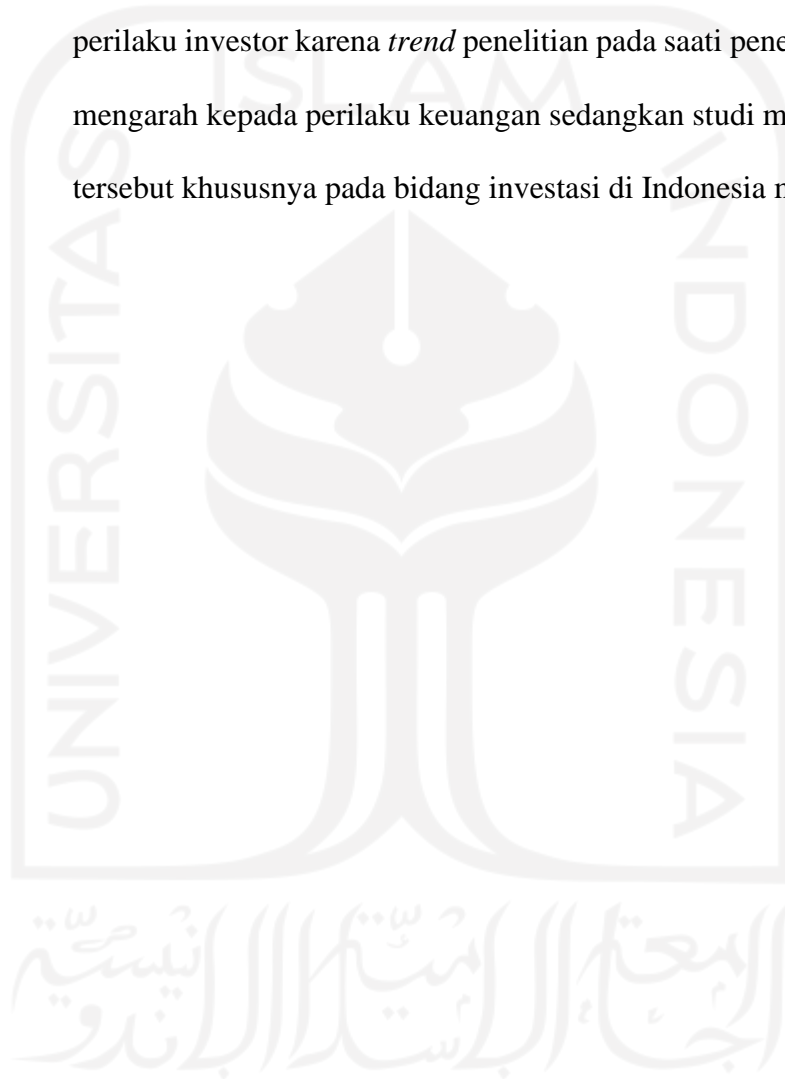 perilaku investor karena trend penelitian pada saati pene
mengarah kepada perilaku keuangan sedangkan studi m
tersebut khususnya pada bidang investasi di Indonesia n
UNIVERSITAS
ISLAM
INDONESIA